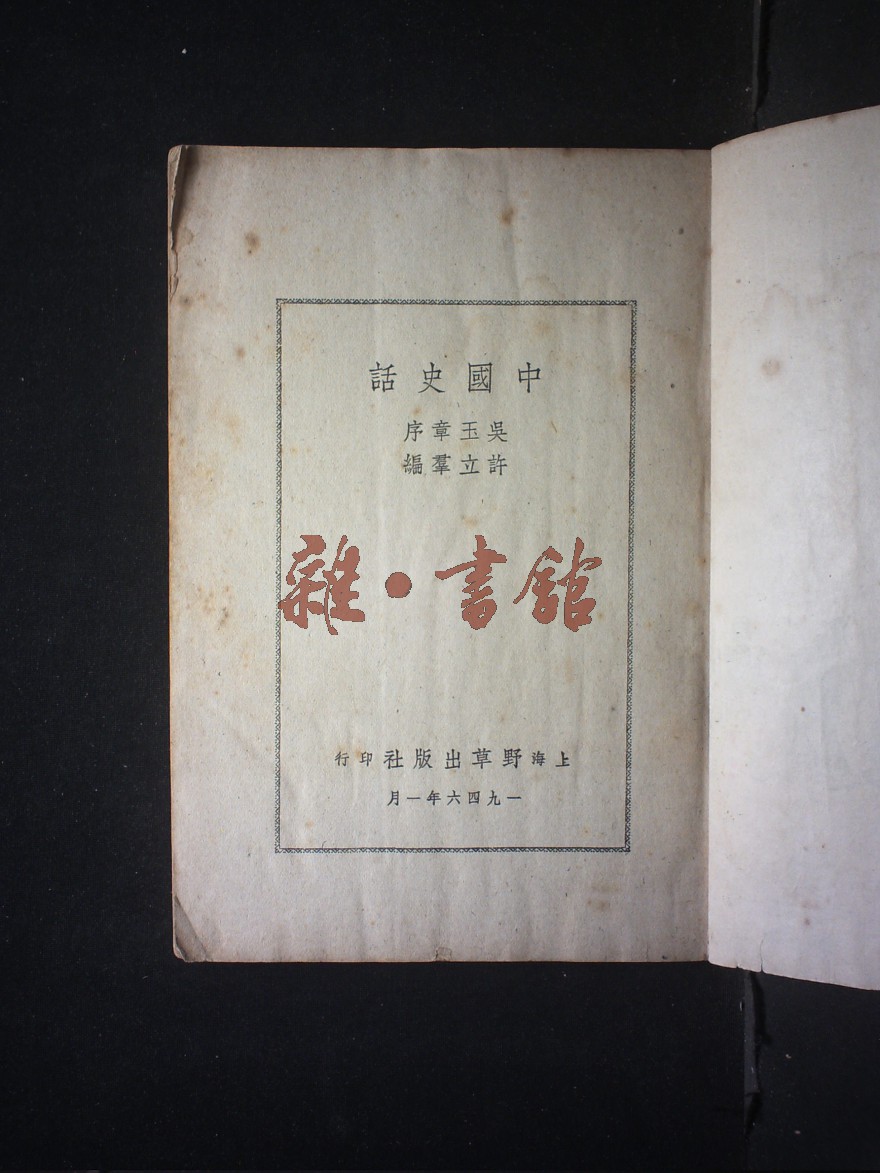 中國史話
吳玉章序
許立羣編
雜·書館
上海野草出版社印行
一九四六年一月